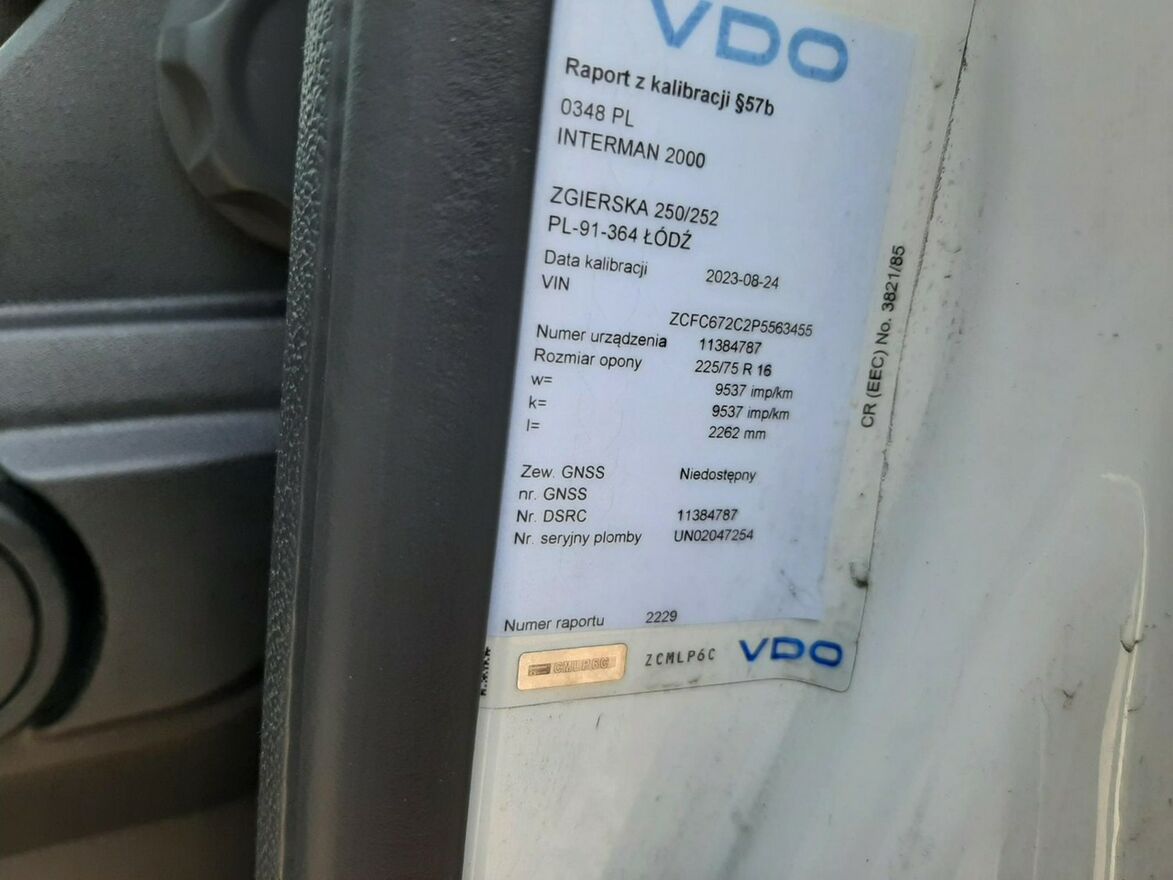 VDO
Raport z kalibracji §57b
0348 PL
INTERMAN 2000
ZGIERSKA 250/252
PL-91-364 ŁÓDŹ
Data kalibracji 2023-08-24
VIN
ZCFC672C2P5563455
Numer urządzenia 11384787
Rozmiar opony 225/75 R 16
w= 9537 imp/km
k= 9537 imp/km
l= 2262 mm
Zew. GNSS Niedostępny
nr. GNSS
Nr. DSRC 11384787
Nr. seryjny plomby UN02047254
Numer raportu 2229
CMLP6C ZCMLP6C VDO
CR (EEC) No. 3821/85